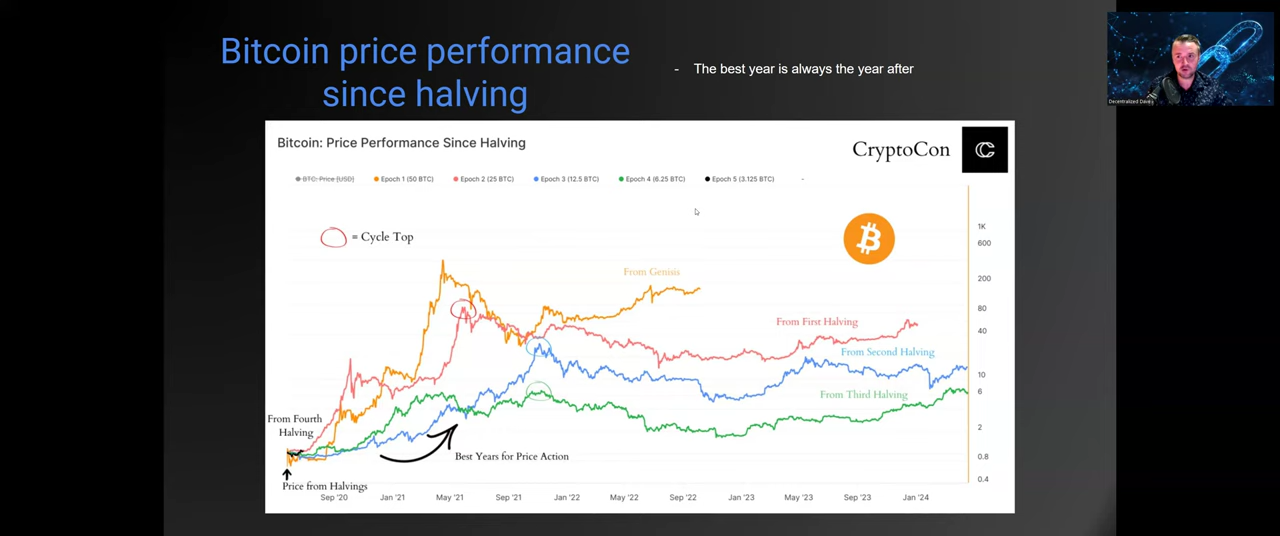 Bitcoin price performance
since halving
- The best year is always the year after
Decentralized Dave
Bitcoin: Price Performance Since Halving
CryptoCon
BTC: Price [USD]
Epoch 1 (50 BTC)
Epoch 2 (25 BTC)
Epoch 3 (12.5 BTC)
Epoch 4 (6.25 BTC)
Epoch 5 (3.125 BTC)
-
= Cycle Top
From Genisis
From First Halving
From Second Halving
From Third Halving
From Fourth
Halving
Best Years for Price Action
Price from Halvings
1K
600
200
80
40
10
6
2
0.8
0.4
Sep '20
Jan '21
May '21
Sep '21
Jan '22
May '22
Sep '22
Jan '23
May '23
Sep '23
Jan '24